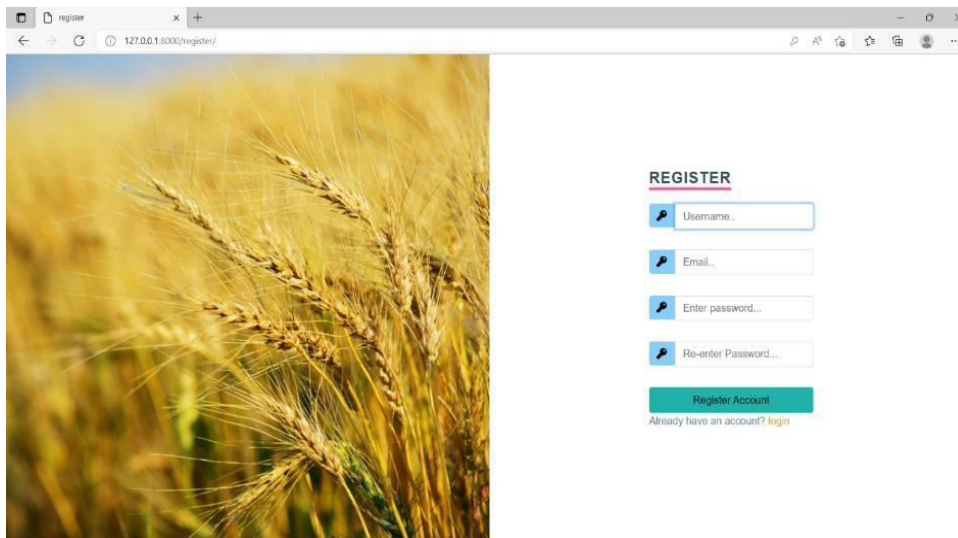 register
127.0.0.1:8000/register/
REGISTER
Username..
Email..
Enter password...
Re-enter Password...
Register Account
Already have an account? login